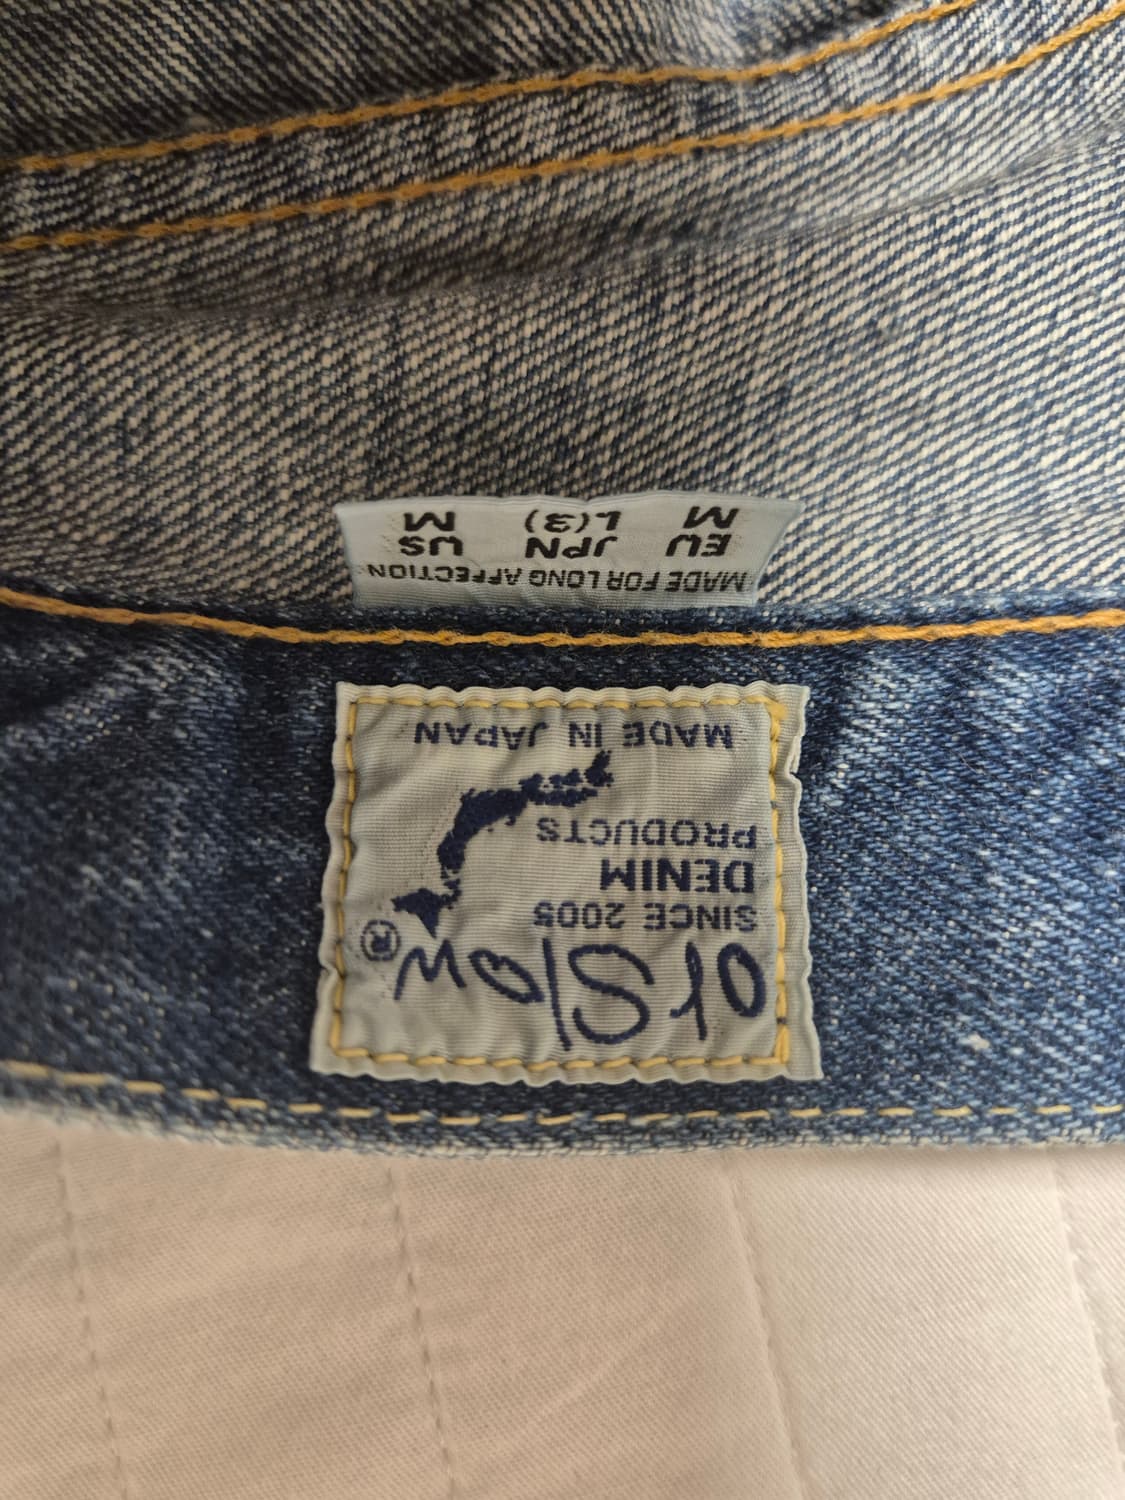 orSlow ®
SINCE 2005
DENIM
PRODUCTS
MADE IN JAPAN
MADE FOR LONG AFFECTION
EU JPN US
M L(3) M